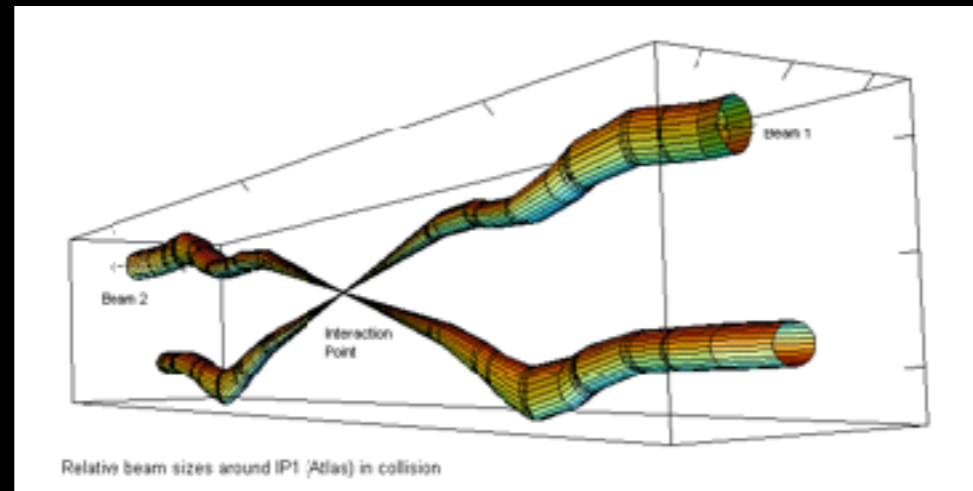 Beam 1
Beam 2
Interaction
Point
Relative beam sizes around IP1 (Atlas) in collision